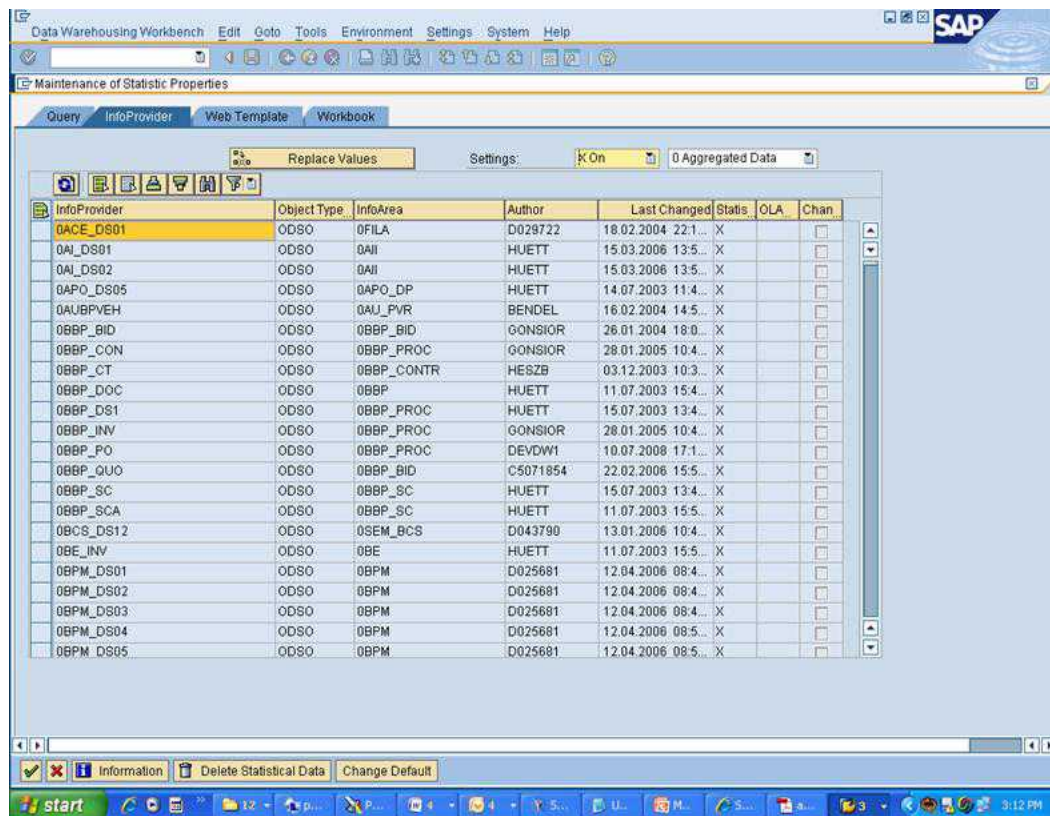 Data Warehousing Workbench Edit Goto Tools Environment Settings System Help
SAP
Maintenance of Statistic Properties
Query InfoProvider Web Template Workbook
Replace Values Settings: X On 0 Aggregated Data
InfoProvider Object Type InfoArea Author Last Changed Statis OLA Chan
0ACE_DS01 ODSO 0FILA D029722 18.02.2004 22:1... X
0AI_DS01 ODSO 0AII HUETT 15.03.2006 13:5... X
0AI_DS02 ODSO 0AII HUETT 15.03.2006 13:5... X
0APO_DS05 ODSO 0APO_DP HUETT 14.07.2003 11:4... X
0AUBPVEH ODSO 0AU_PVR BENDEL 16.02.2004 14:5... X
0BBP_BID ODSO 0BBP_BID GONSIOR 26.01.2004 18:0... X
0BBP_CON ODSO 0BBP_PROC GONSIOR 28.01.2005 10:4... X
0BBP_CT ODSO 0BBP_CONTR HESZB 03.12.2003 10:3... X
0BBP_DOC ODSO 0BBP HUETT 11.07.2003 15:4... X
0BBP_DS1 ODSO 0BBP_PROC HUETT 15.07.2003 13:4... X
0BBP_INV ODSO 0BBP_PROC GONSIOR 28.01.2005 10:4... X
0BBP_PO ODSO 0BBP_PROC DEVDW1 10.07.2008 17:1... X
0BBP_QUO ODSO 0BBP_BID C5071854 22.02.2006 15:5... X
0BBP_SC ODSO 0BBP_SC HUETT 15.07.2003 13:4... X
0BBP_SCA ODSO 0BBP_SC HUETT 11.07.2003 15:5... X
0BCS_DS12 ODSO 0SEM_BCS D043790 13.01.2006 10:4... X
0BE_INV ODSO 0BE HUETT 11.07.2003 15:5... X
0BPM_DS01 ODSO 0BPM D025681 12.04.2006 08:4... X
0BPM_DS02 ODSO 0BPM D025681 12.04.2006 08:4... X
0BPM_DS03 ODSO 0BPM D025681 12.04.2006 08:4... X
0BPM_DS04 ODSO 0BPM D025681 12.04.2006 08:5... X
0BPM_DS05 ODSO 0BPM D025681 12.04.2006 08:5... X
Information Delete Statistical Data Change Default
start 12 p... P... 4 4 S... U... M... S... a... 3 3:12 PM